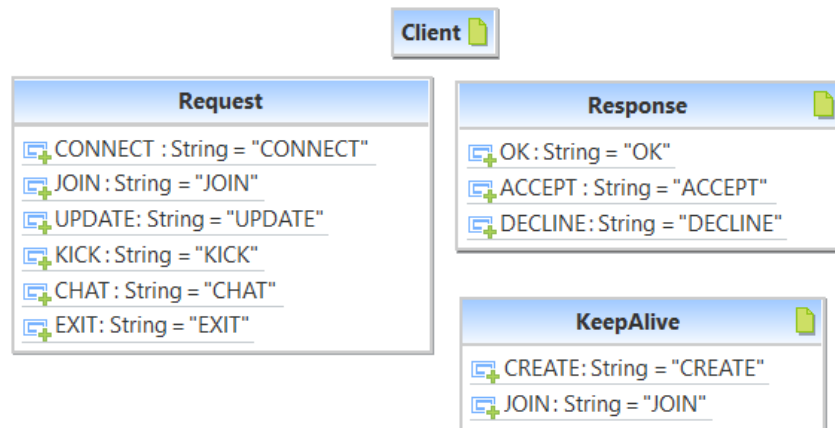 Client
Request
CONNECT : String = "CONNECT"
JOIN : String = "JOIN"
UPDATE: String = "UPDATE"
KICK : String = "KICK"
CHAT : String = "CHAT"
EXIT: String = "EXIT"
Response
OK : String = "OK"
ACCEPT : String = "ACCEPT"
DECLINE: String = "DECLINE"
KeepAlive
CREATE: String = "CREATE"
JOIN: String = "JOIN"